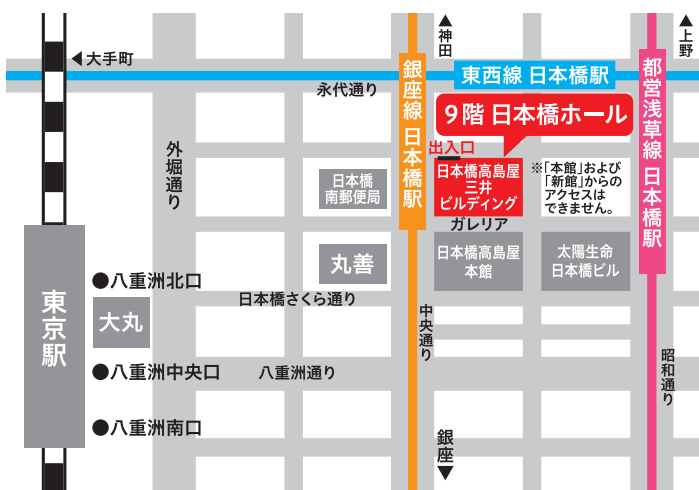 神田
上野
大手町
東西線 日本橋駅
永代通り
銀座線 日本橋駅
都営浅草線 日本橋駅
9階 日本橋ホール
外堀通り
出入口
日本橋高島屋
三井
ビルディング
※「本館」および
「新館」からの
アクセスは
できません。
日本橋
南郵便局
ガレリア
丸善
日本橋高島屋
本館
太陽生命
日本橋ビル
東京駅
八重洲北口
日本橋さくら通り
大丸
中央通り
昭和通り
八重洲中央口
八重洲通り
八重洲南口
銀座